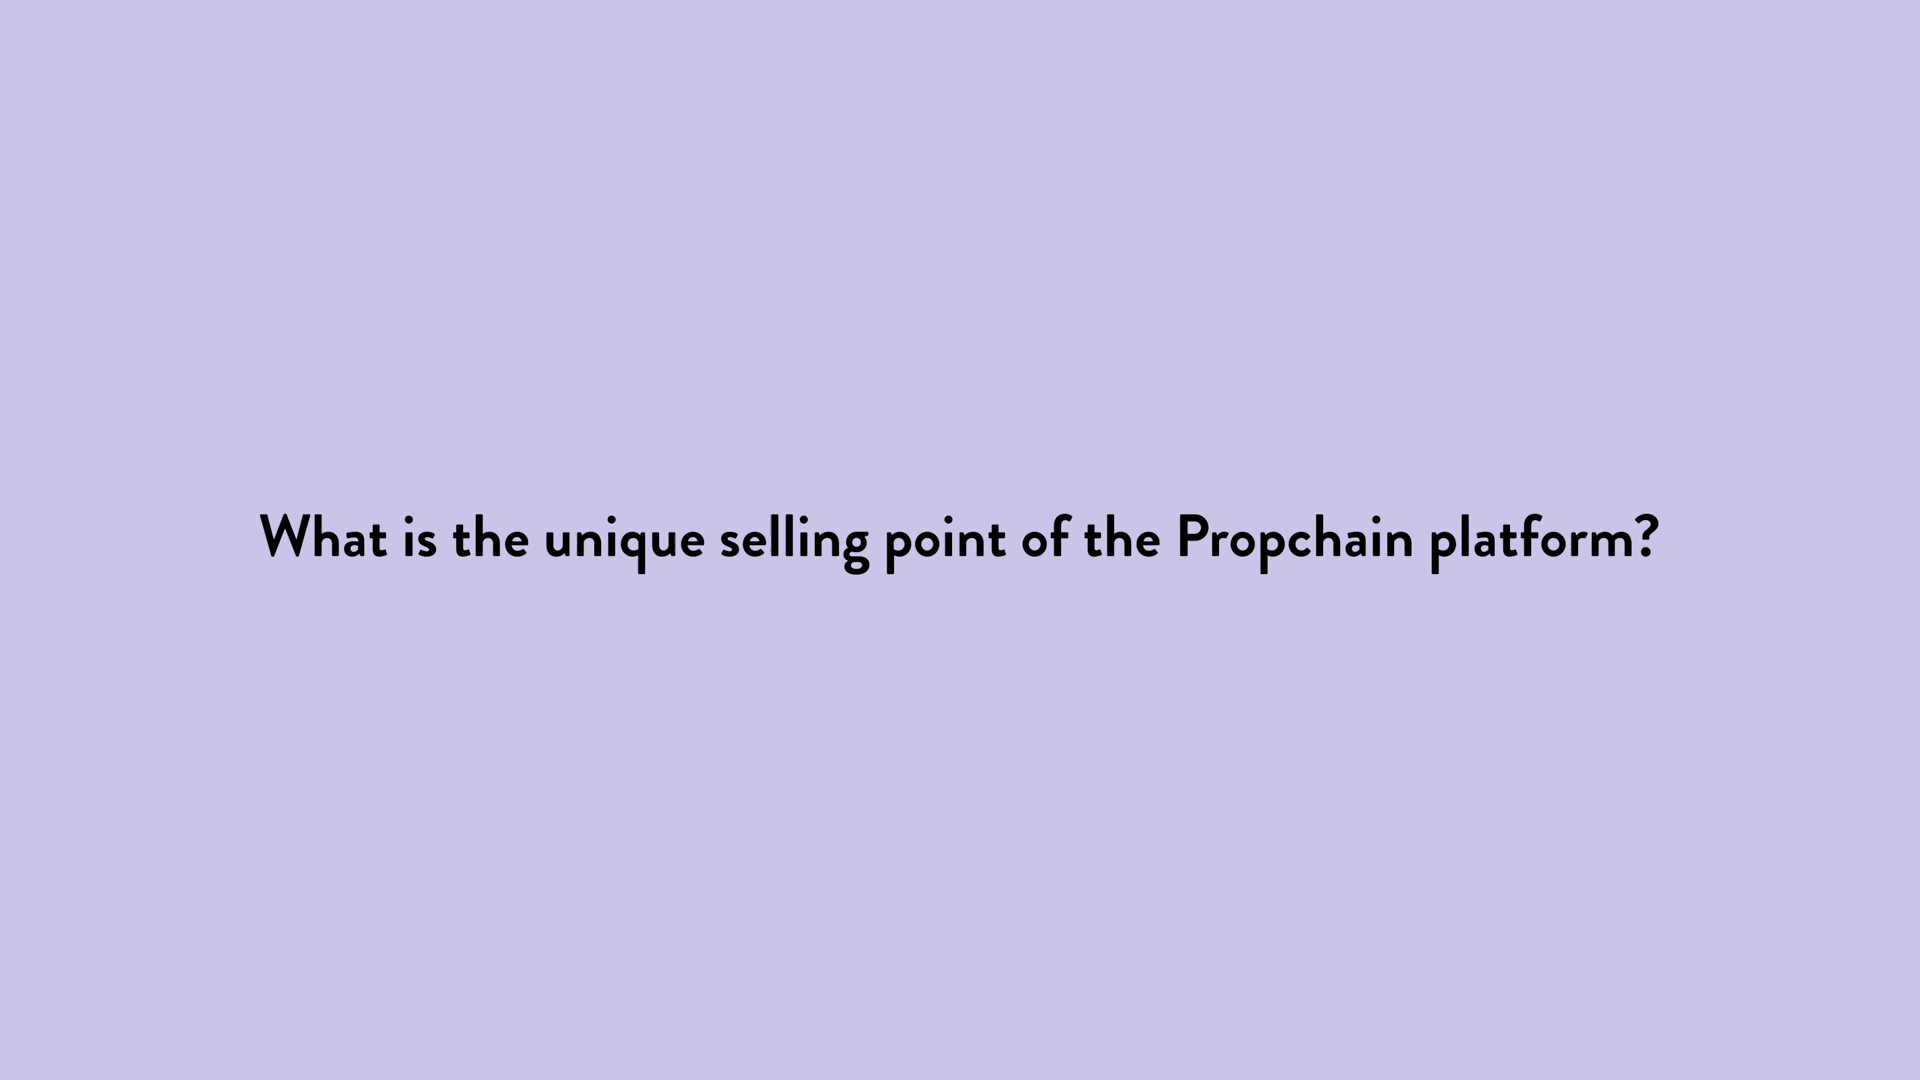 What is the unique selling point of the Propchain platform?